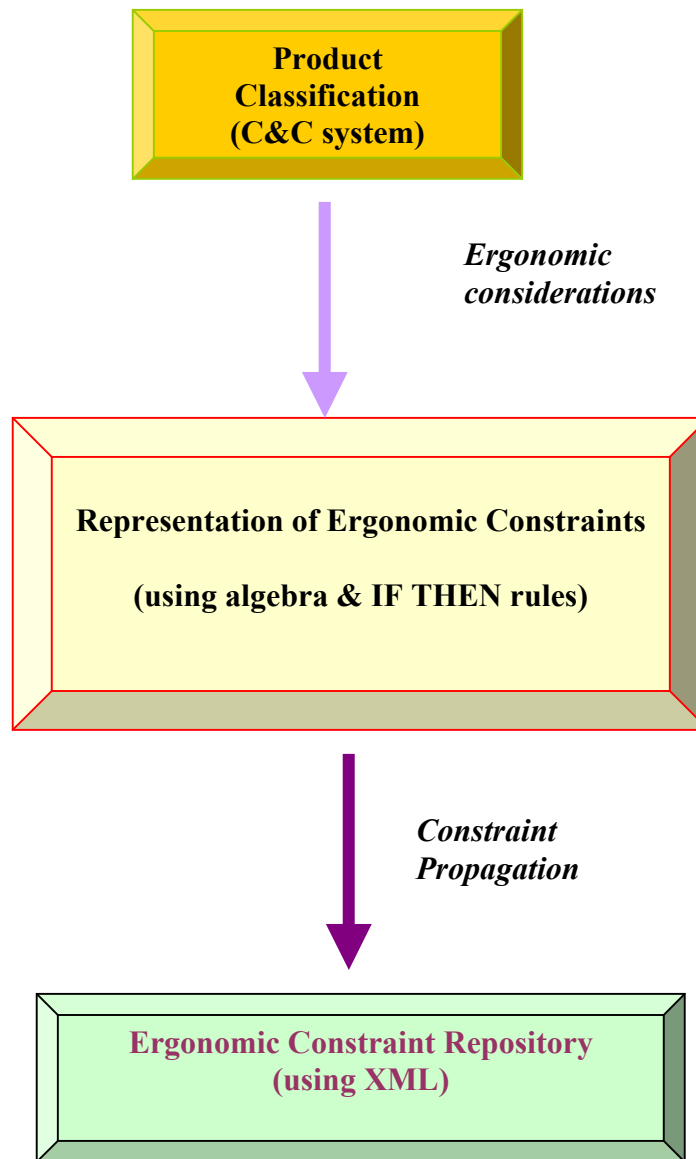 Product
Classification
(C&C system)
Ergonomic
considerations
Representation of Ergonomic Constraints
(using algebra & IF THEN rules)
Constraint
Propagation
Ergonomic Constraint Repository
(using XML)